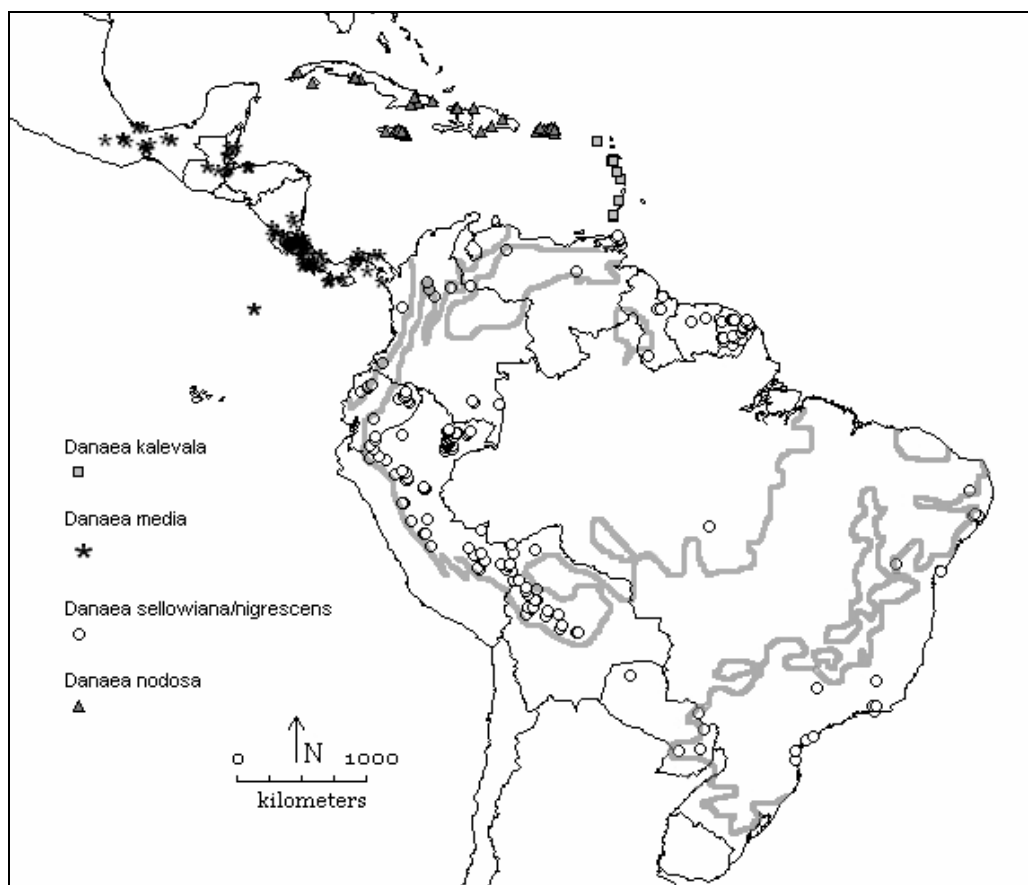 Danaea kalevala
Danaea media
Danaea sellowiana/nigrescens
Danaea nodosa
N
0 1000
kilometers